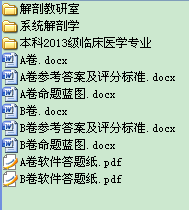 解剖教研室
系统解剖学
本科2013级临床医学专业
A卷.docx
A卷参考答案及评分标准.docx
A卷命题蓝图.docx
B卷.docx
B卷参考答案及评分标准.docx
B卷命题蓝图.docx
A卷软件答题纸.pdf
B卷软件答题纸.pdf